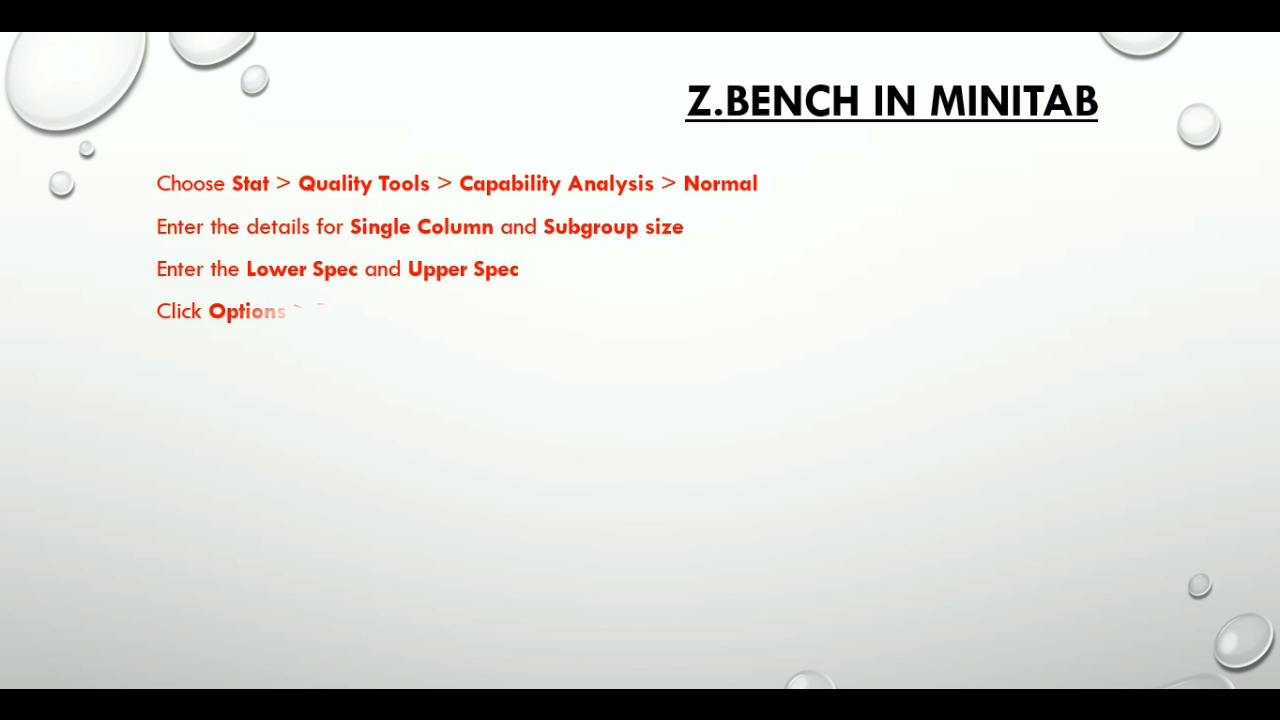 Z.BENCH IN MINITAB
Choose Stat > Quality Tools > Capability Analysis > Normal
Enter the details for Single Column and Subgroup size
Enter the Lower Spec and Upper Spec
Click Options >